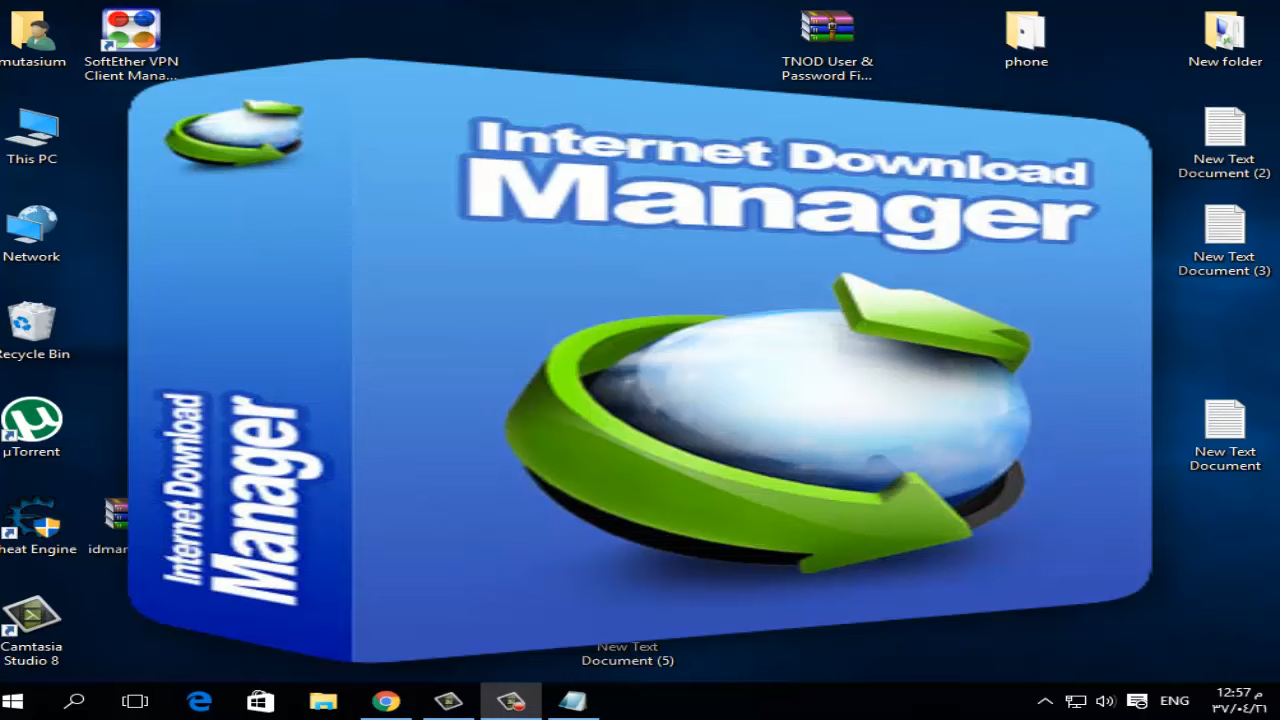 mutasium
SoftEther VPN
Client Mana...
TNOD User &
Password Fi...
phone
New folder
This PC
New Text
Document (2)
Network
New Text
Document (3)
Recycle Bin
µTorrent
New Text
Document
heat Engine
idman
Camtasia
Studio 8
Internet Download
Manager
Internet Download
Manager
New Text
Document (5)
ENG
12:57 م
٣٧/٠٤/٢١